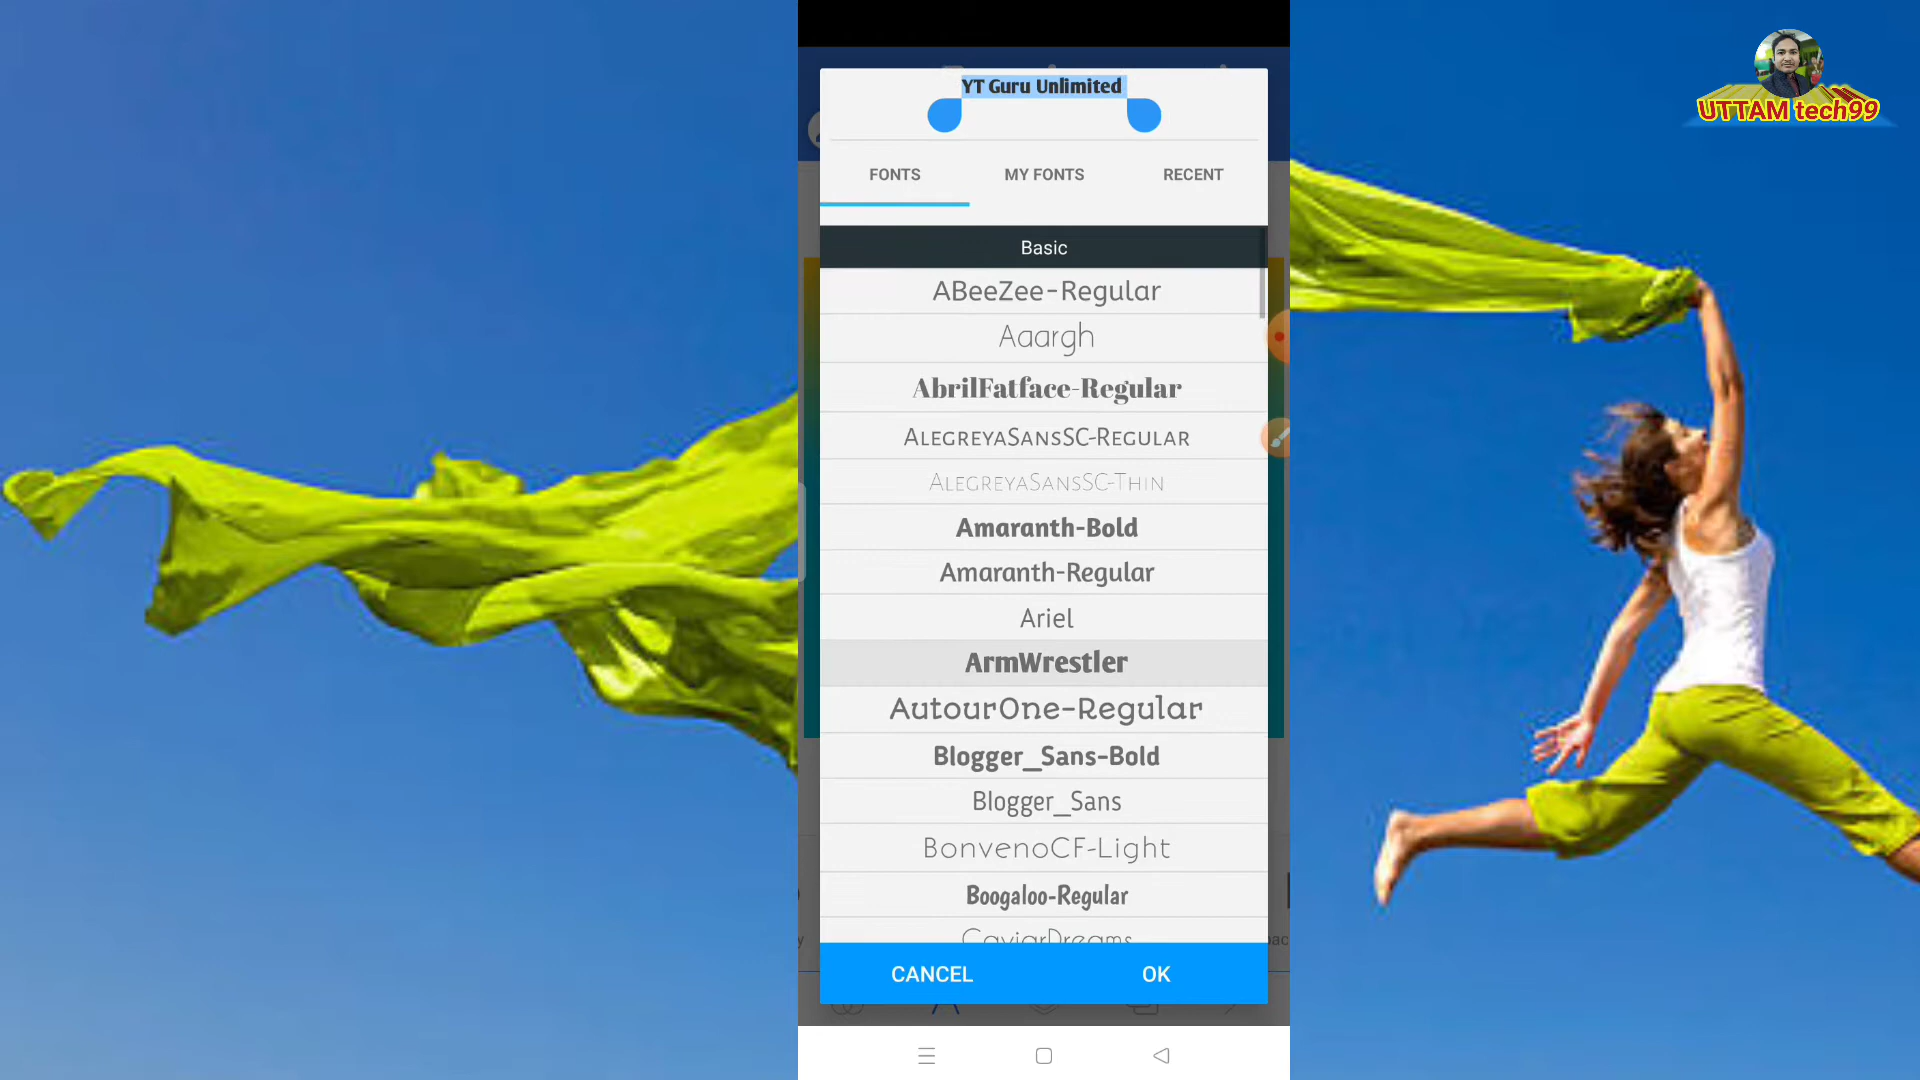 YT Guru Unlimited
FONTS MY FONTS RECENT
Basic
ABeeZee-Regular
Aaargh
AbrilFatface-Regular
AlegreyaSansSC-Regular
AlegreyaSansSC-Thin
Amaranth-Bold
Amaranth-Regular
Ariel
ArmWrestler
AutourOne-Regular
Blogger_Sans-Bold
Blogger_Sans
BonvenoCF-Light
Boogaloo-Regular
CaviarDreams
CANCEL OK
UTTAM tech99